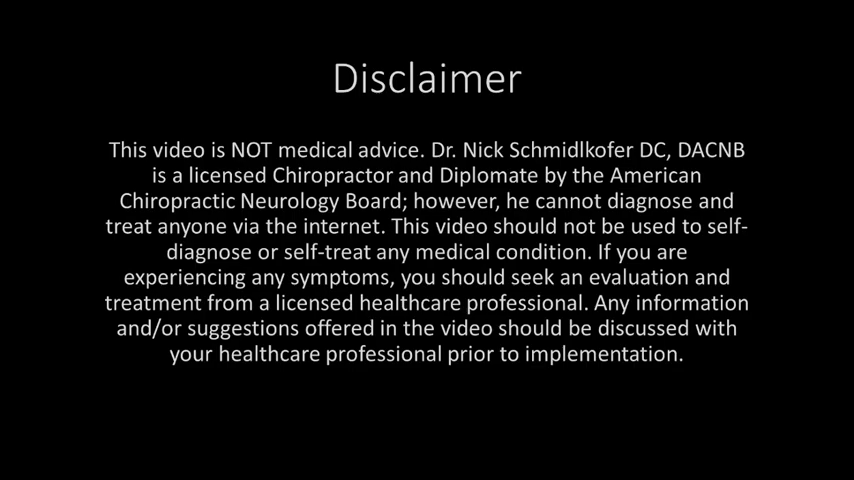 Disclaimer
This video is NOT medical advice. Dr. Nick Schmidlkofer DC, DACNB
is a licensed Chiropractor and Diplomate by the American
Chiropractic Neurology Board; however, he cannot diagnose and
treat anyone via the internet. This video should not be used to self-
diagnose or self-treat any medical condition. If you are
experiencing any symptoms, you should seek an evaluation and
treatment from a licensed healthcare professional. Any information
and/or suggestions offered in the video should be discussed with
your healthcare professional prior to implementation.